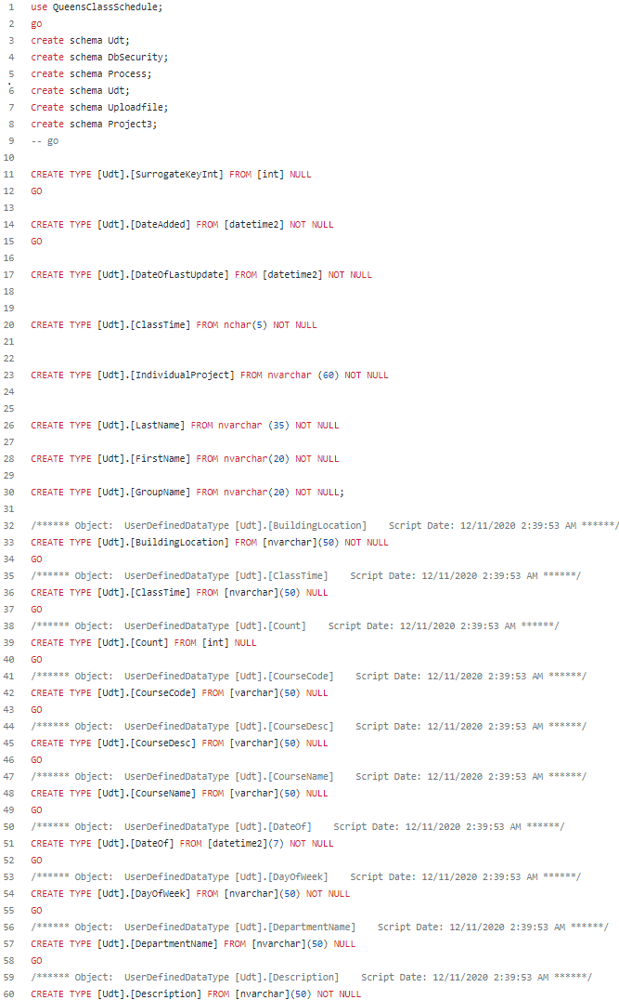 1 use QueensClassSchedule;
2 go
3 create schema Udt;
4 create schema DbSecurity;
5 create schema Process;
6 create schema Udt;
7 Create schema Uploadfile;
8 create schema Project3;
9 -- go
10
11 CREATE TYPE [Udt].[SurrogateKeyInt] FROM [int] NULL
12 GO
13
14 CREATE TYPE [Udt].[DateAdded] FROM [datetime2] NOT NULL
15 GO
16
17 CREATE TYPE [Udt].[DateOfLastUpdate] FROM [datetime2] NOT NULL
18
19
20 CREATE TYPE [Udt].[ClassTime] FROM nchar(5) NOT NULL
21
22
23 CREATE TYPE [Udt].[IndividualProject] FROM nvarchar (60) NOT NULL
24
25
26 CREATE TYPE [Udt].[LastName] FROM nvarchar (35) NOT NULL
27
28 CREATE TYPE [Udt].[FirstName] FROM nvarchar(20) NOT NULL
29
30 CREATE TYPE [Udt].[GroupName] FROM nvarchar(20) NOT NULL;
31
32 /****** Object:  UserDefinedDataType [Udt].[BuildingLocation]    Script Date: 12/11/2020 2:39:53 AM ******/
33 CREATE TYPE [Udt].[BuildingLocation] FROM [nvarchar](50) NOT NULL
34 GO
35 /****** Object:  UserDefinedDataType [Udt].[ClassTime]    Script Date: 12/11/2020 2:39:53 AM ******/
36 CREATE TYPE [Udt].[ClassTime] FROM [nvarchar](50) NULL
37 GO
38 /****** Object:  UserDefinedDataType [Udt].[Count]    Script Date: 12/11/2020 2:39:53 AM ******/
39 CREATE TYPE [Udt].[Count] FROM [int] NULL
40 GO
41 /****** Object:  UserDefinedDataType [Udt].[CourseCode]    Script Date: 12/11/2020 2:39:53 AM ******/
42 CREATE TYPE [Udt].[CourseCode] FROM [varchar](50) NULL
43 GO
44 /****** Object:  UserDefinedDataType [Udt].[CourseDesc]    Script Date: 12/11/2020 2:39:53 AM ******/
45 CREATE TYPE [Udt].[CourseDesc] FROM [varchar](50) NULL
46 GO
47 /****** Object:  UserDefinedDataType [Udt].[CourseName]    Script Date: 12/11/2020 2:39:53 AM ******/
48 CREATE TYPE [Udt].[CourseName] FROM [varchar](50) NULL
49 GO
50 /****** Object:  UserDefinedDataType [Udt].[DateOf]    Script Date: 12/11/2020 2:39:53 AM ******/
51 CREATE TYPE [Udt].[DateOf] FROM [datetime2](7) NOT NULL
52 GO
53 /****** Object:  UserDefinedDataType [Udt].[DayOfWeek]    Script Date: 12/11/2020 2:39:53 AM ******/
54 CREATE TYPE [Udt].[DayOfWeek] FROM [nvarchar](50) NOT NULL
55 GO
56 /****** Object:  UserDefinedDataType [Udt].[DepartmentName]    Script Date: 12/11/2020 2:39:53 AM ******/
57 CREATE TYPE [Udt].[DepartmentName] FROM [nvarchar](50) NULL
58 GO
59 /****** Object:  UserDefinedDataType [Udt].[Description]    Script Date: 12/11/2020 2:39:53 AM ******/
60 CREATE TYPE [Udt].[Description] FROM [nvarchar](50) NOT NULL